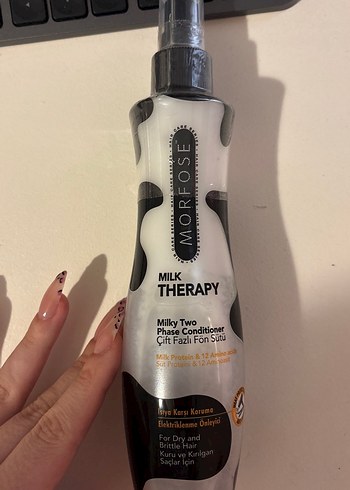 MORFOSE
MILK
THERAPY
Milky Two
Phase Conditioner
Çift Fazlı Fön Sütü
Milk Protein & 12 Amino acids
Süt Proteini & 12 Amino asit
Isıya Karşı Koruma
Elektriklenme Önleyici
For Dry and
Brittle Hair
Kuru ve Kırılgan
Saçlar İçin